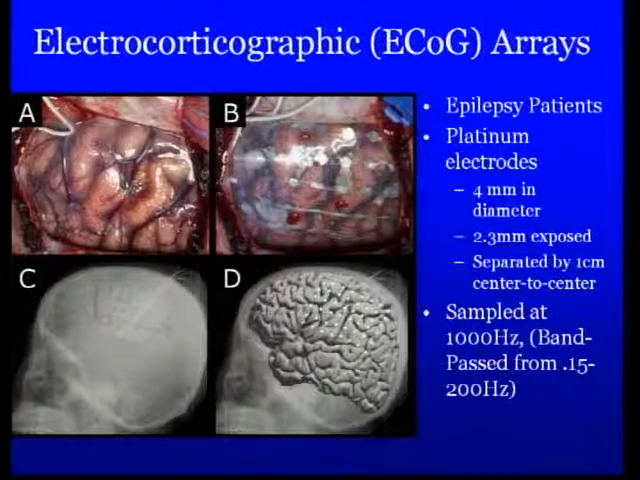 Electrocorticographic (ECoG) Arrays
A
B
C
D
• Epilepsy Patients
• Platinum
electrodes
– 4 mm in
diameter
– 2.3mm exposed
– Separated by 1cm
center-to-center
• Sampled at
1000Hz, (Band-
Passed from .15-
200Hz)